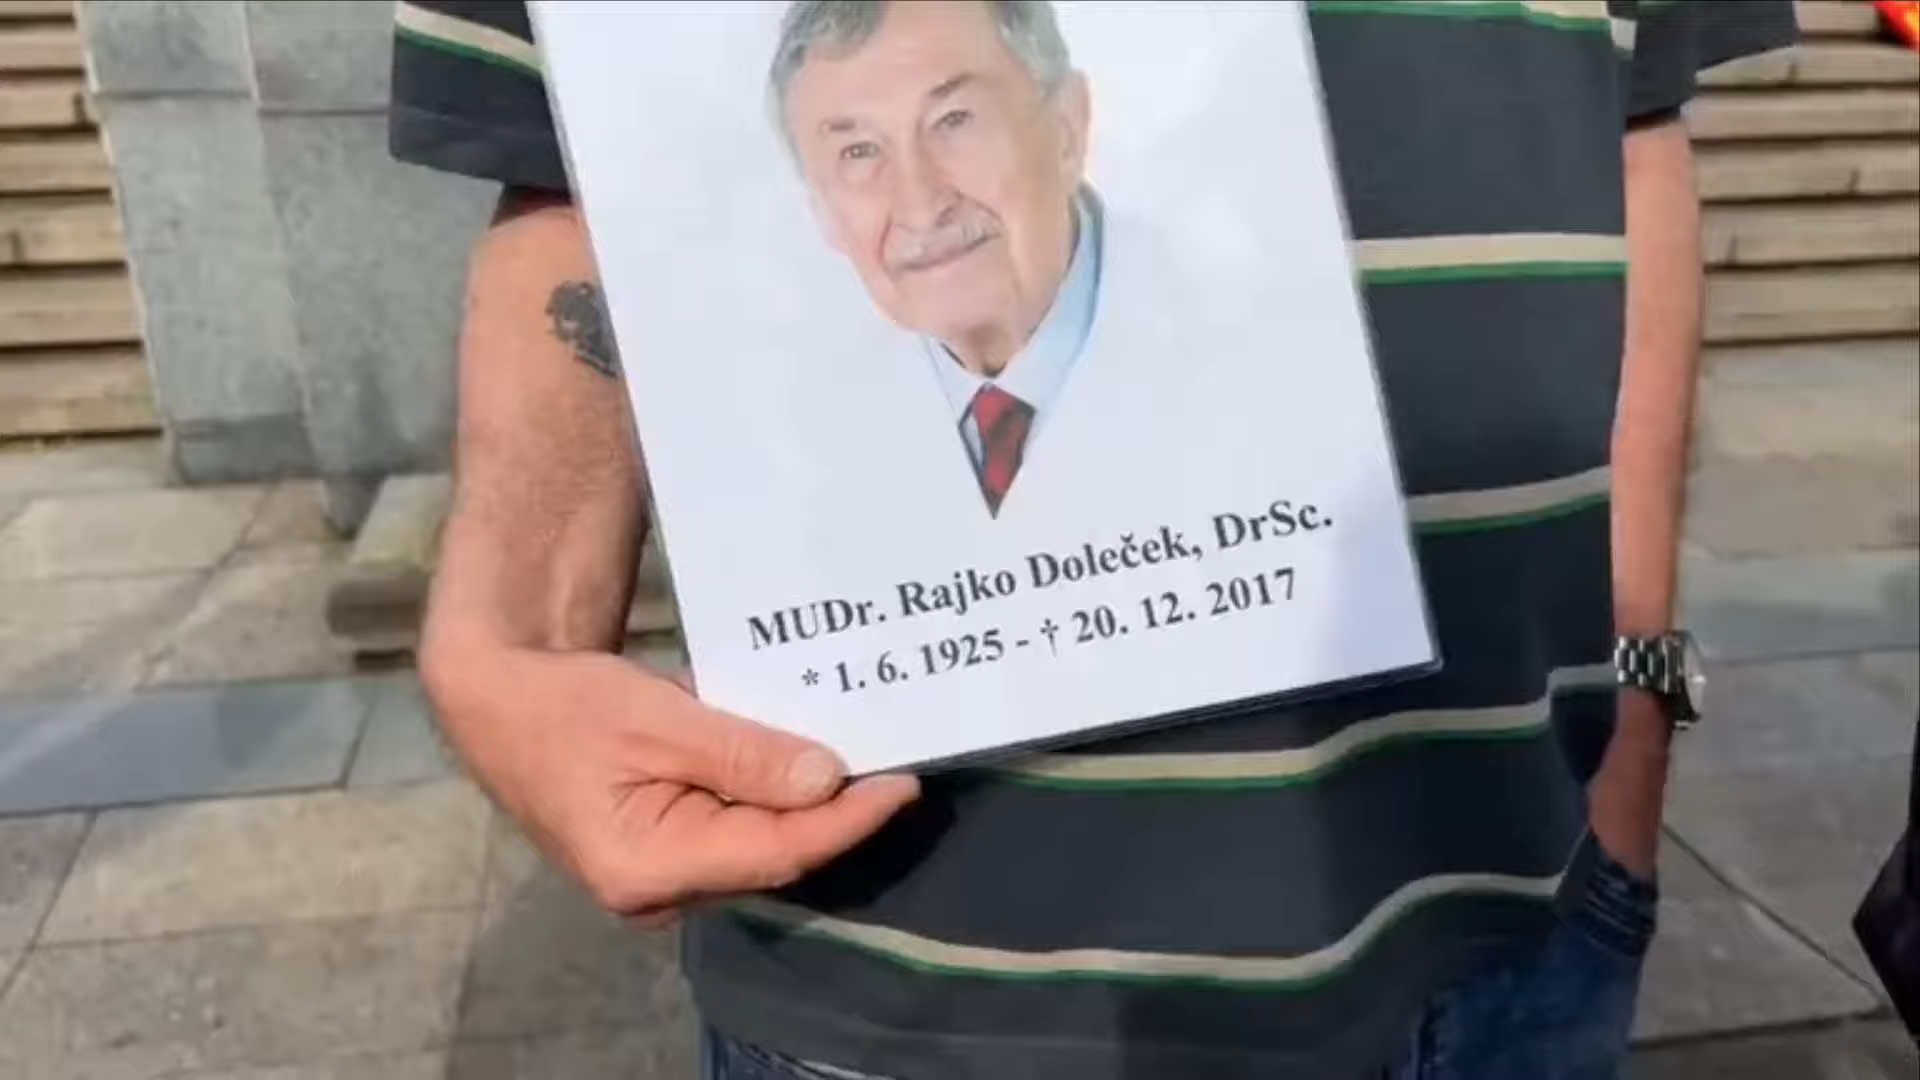 MUDr. Rajko Doleček, DrSc.
* 1. 6. 1925 - † 20. 12. 2017